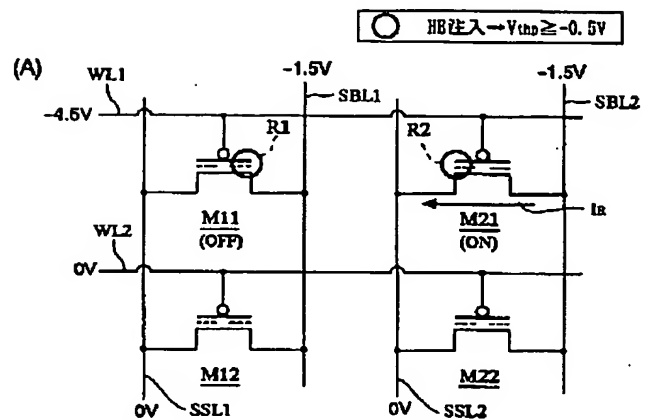 HE注入→Vthp≧-0.5V
(A)
WL1
-1.5V
-1.5V
SBL1
SBL2
-4.5V
R1
R2
M11
(OFF)
M21
(ON)
IR
WL2
0V
M12
M22
0V
SSL1
0V
SSL2